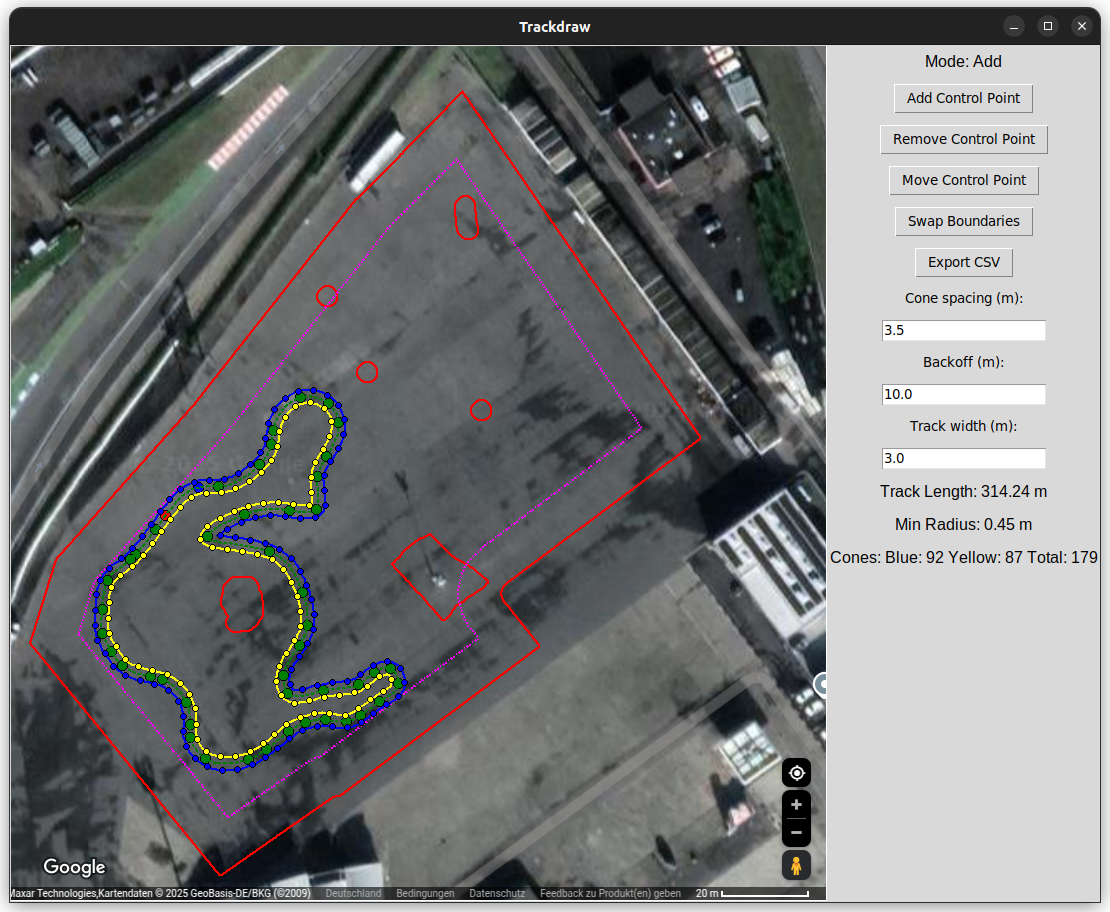 Trackdraw
Mode: Add
Add Control Point
Remove Control Point
Move Control Point
Swap Boundaries
Export CSV
Cone spacing (m):
3.5
Backoff (m):
10.0
Track width (m):
3.0
Track Length: 314.24 m
Min Radius: 0.45 m
Cones: Blue: 92 Yellow: 87 Total: 179
Google
Maxar Technologies,Kartendaten © 2025 GeoBasis-DE/BKG (©2009) Deutschland Bedingungen Datenschutz Feedback zu Produkt(en) geben 20 m